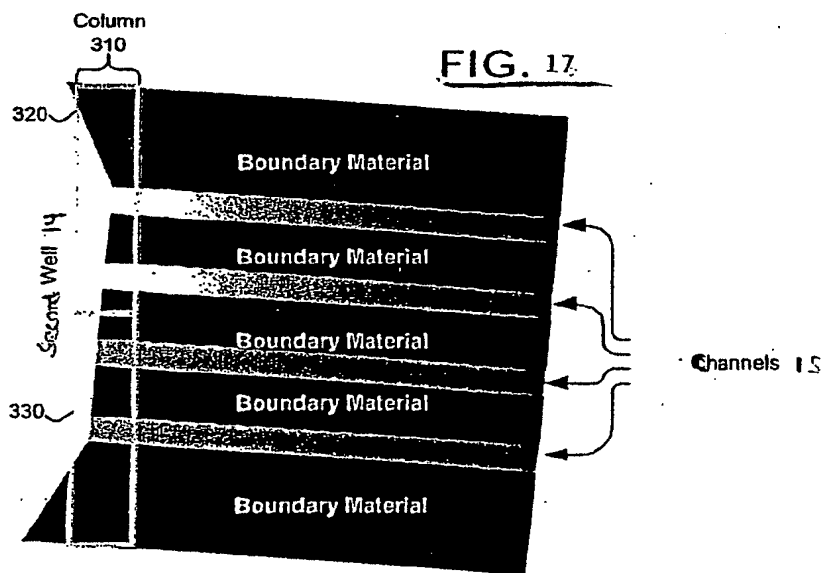 Column
310
FIG. 17
320
Boundary Material
Boundary Material
Second Well 14
Boundary Material
Channels 15
330
Boundary Material
Boundary Material